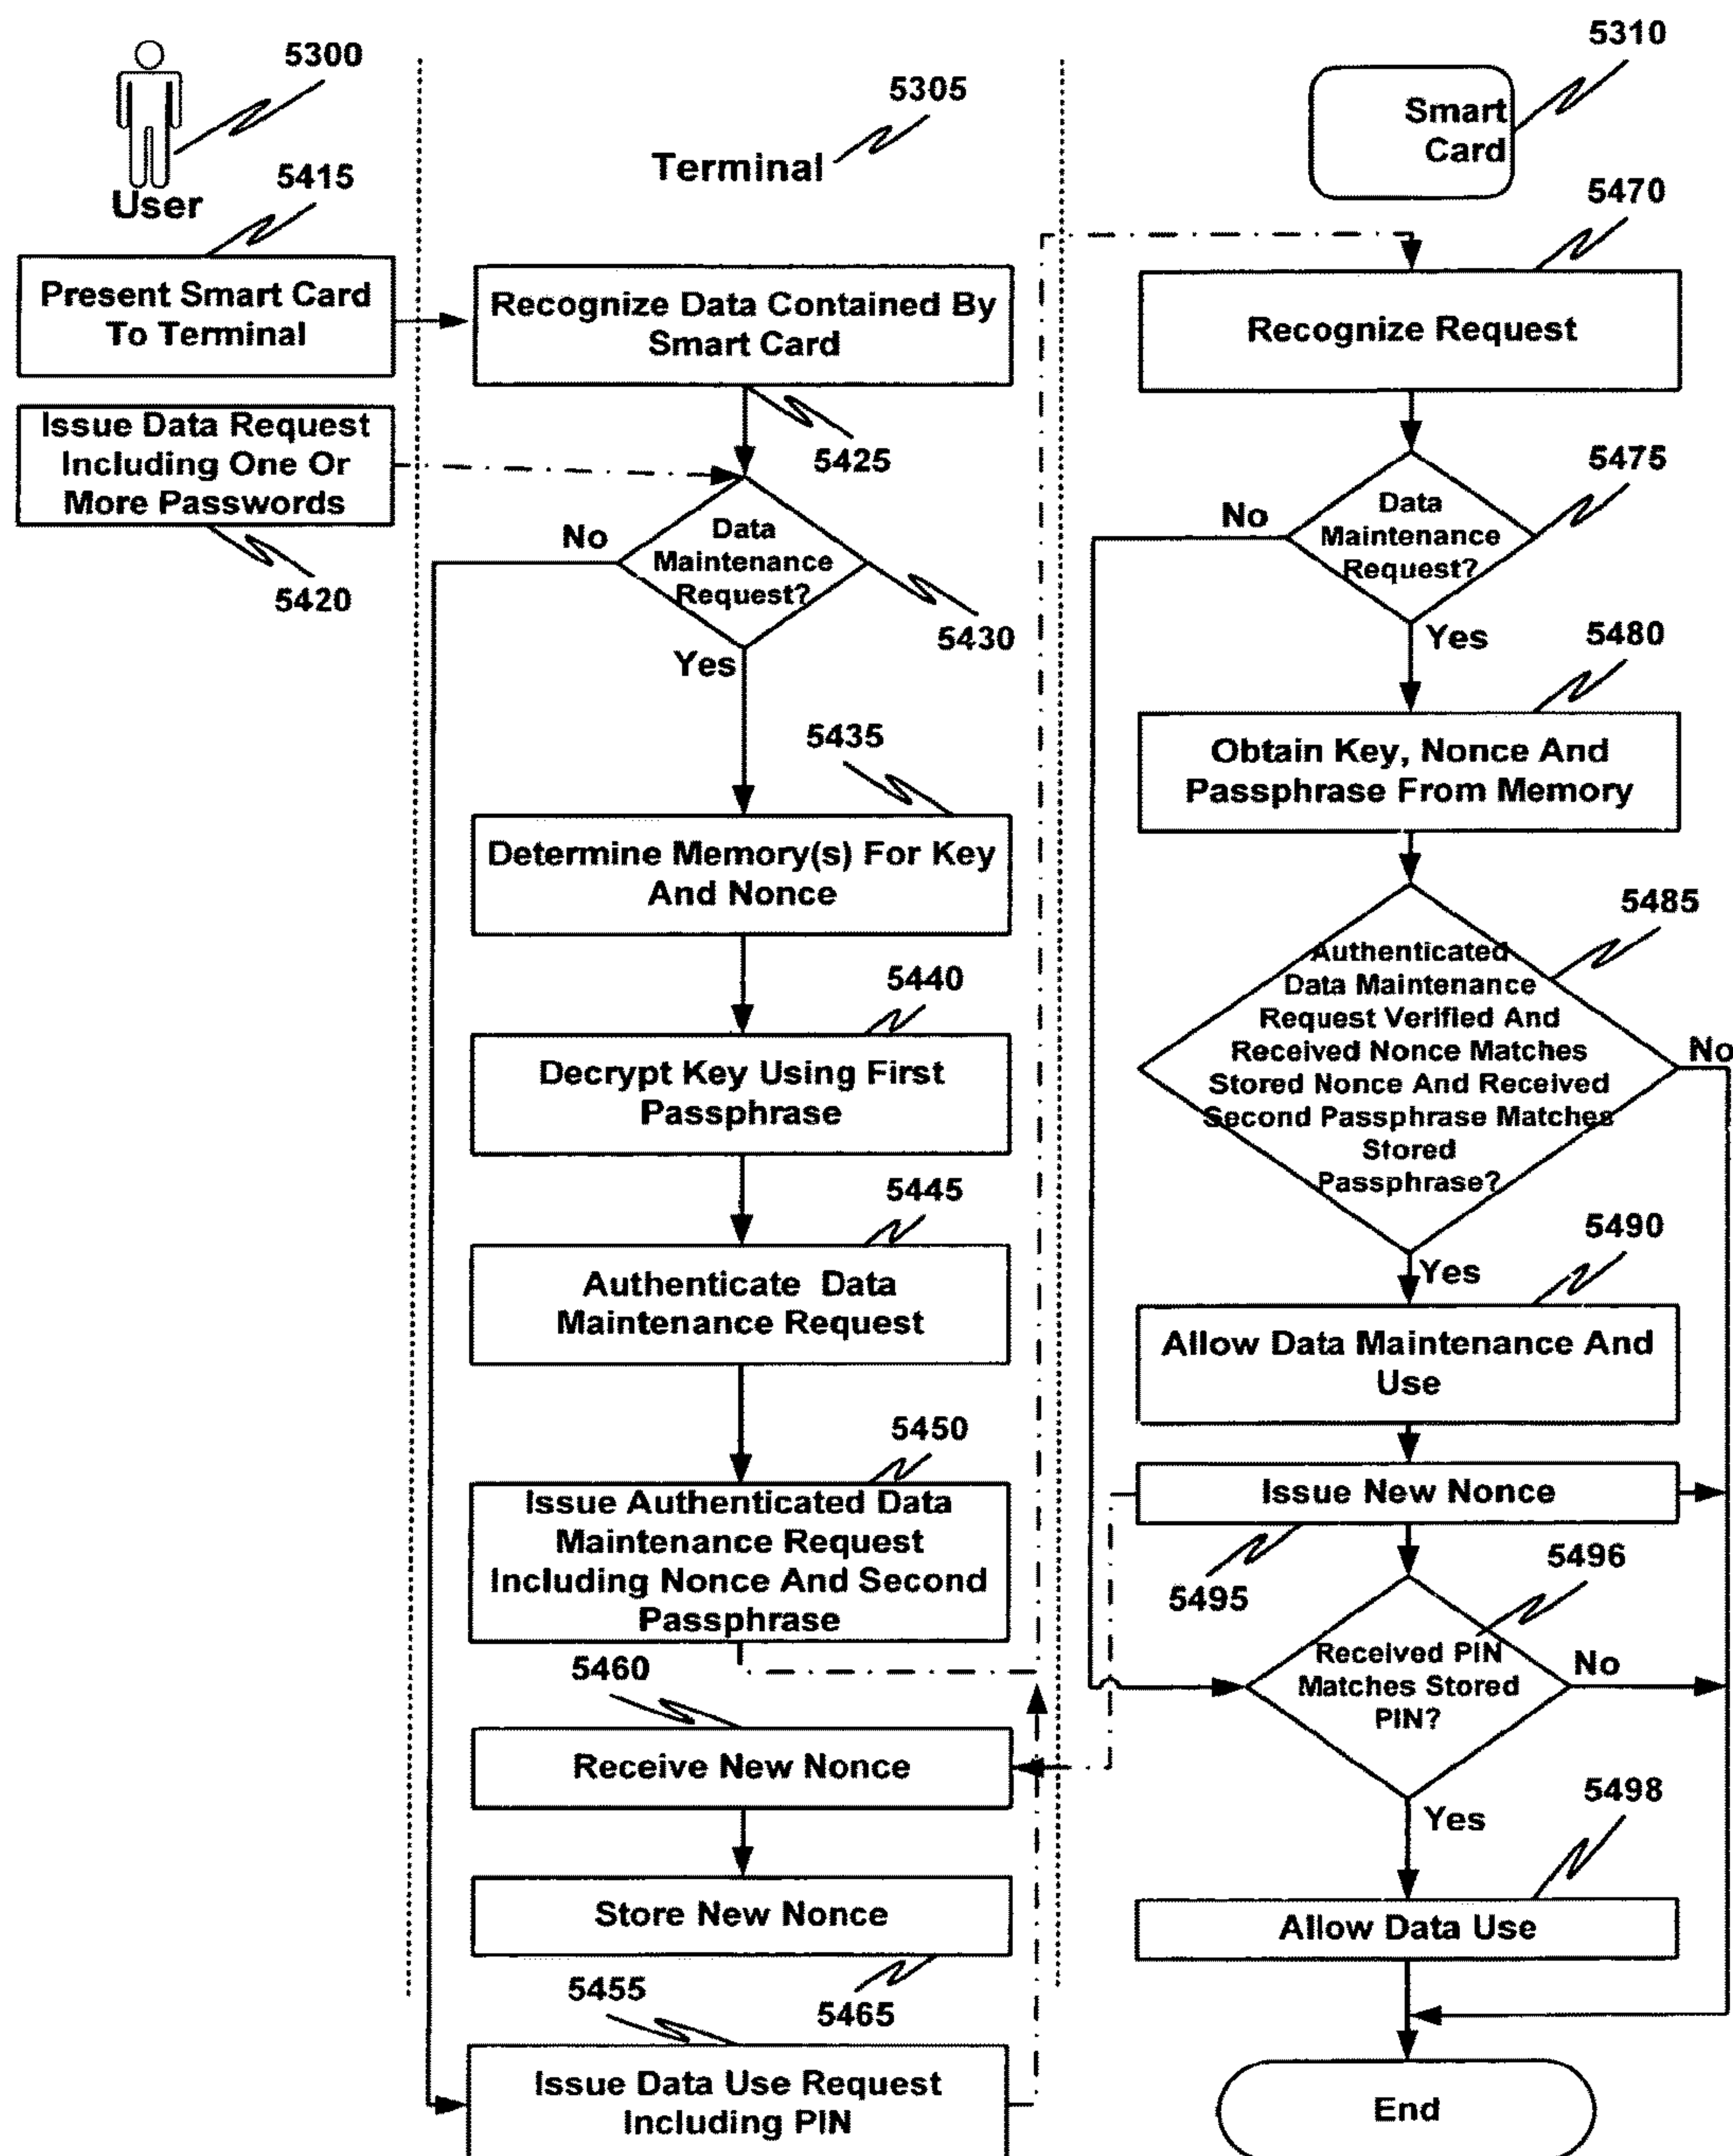 5300
User
5415
Present Smart Card
To Terminal
Issue Data Request
Including One Or
More Passwords
5420
5305
Terminal
Recognize Data Contained By
Smart Card
5425
No
Data
Maintenance
Request?
5430
Yes
5435
Determine Memory(s) For Key
And Nonce
5440
Decrypt Key Using First
Passphrase
5445
Authenticate Data
Maintenance Request
5450
Issue Authenticated Data
Maintenance Request
Including Nonce And Second
Passphrase
5460
Receive New Nonce
Store New Nonce
5465
5455
Issue Data Use Request
Including PIN
5310
Smart
Card
5470
Recognize Request
5475
No
Data
Maintenance
Request?
Yes
5480
Obtain Key, Nonce And
Passphrase From Memory
5485
Authenticated
Data Maintenance
Request Verified And
Received Nonce Matches
Stored Nonce And Received
Second Passphrase Matches
Stored
Passphrase?
No
5490
Yes
Allow Data Maintenance And
Use
Issue New Nonce
5495
5496
Received PIN
Matches Stored
PIN?
No
Yes
5498
Allow Data Use
End